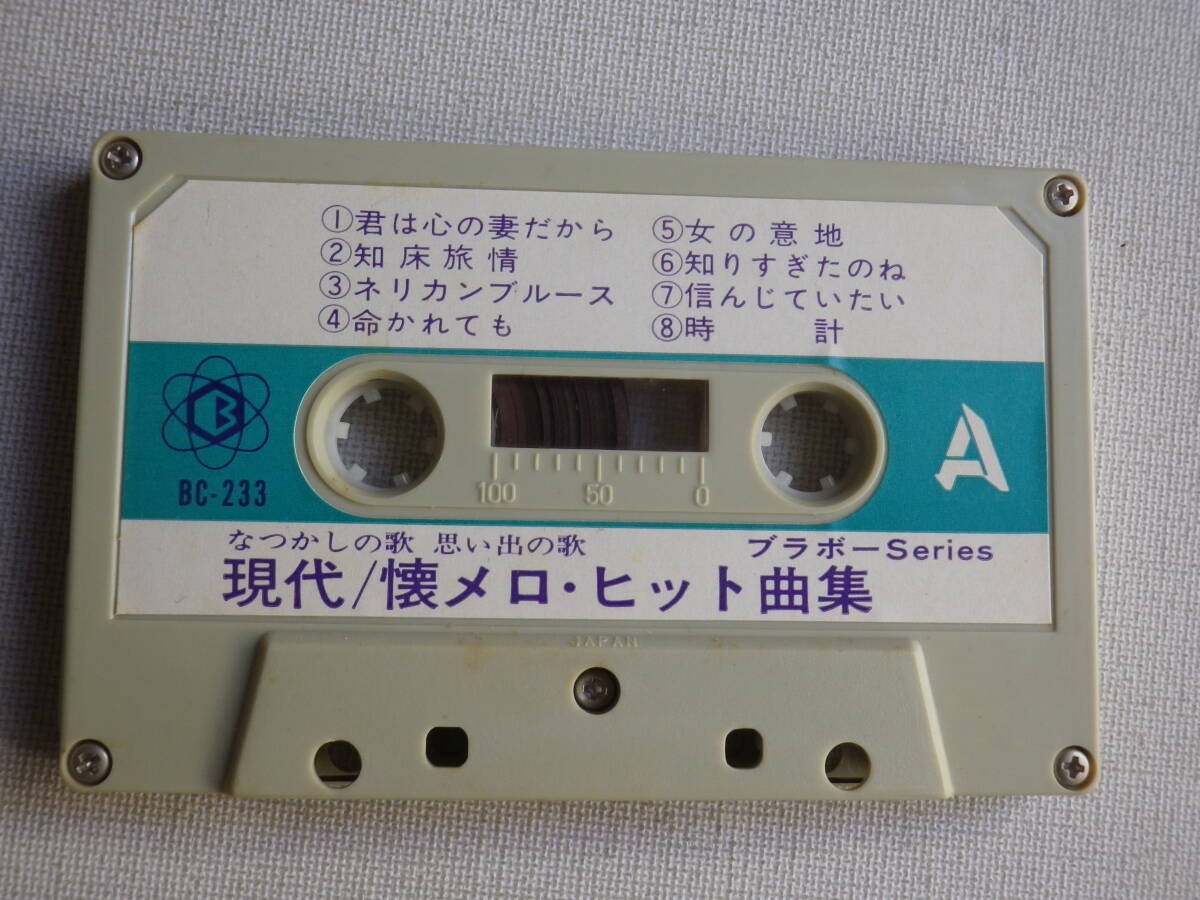 ①君は心の妻だから
②知床旅情
③ネリカンブルース
④命かれても
⑤女の意地
⑥知りすぎたのね
⑦信んじていたい
⑧時計
B
BC-233
100 50 0
A
なつかしの歌 思い出の歌
ブラボーSeries
現代/懐メロ・ヒット曲集
JAPAN